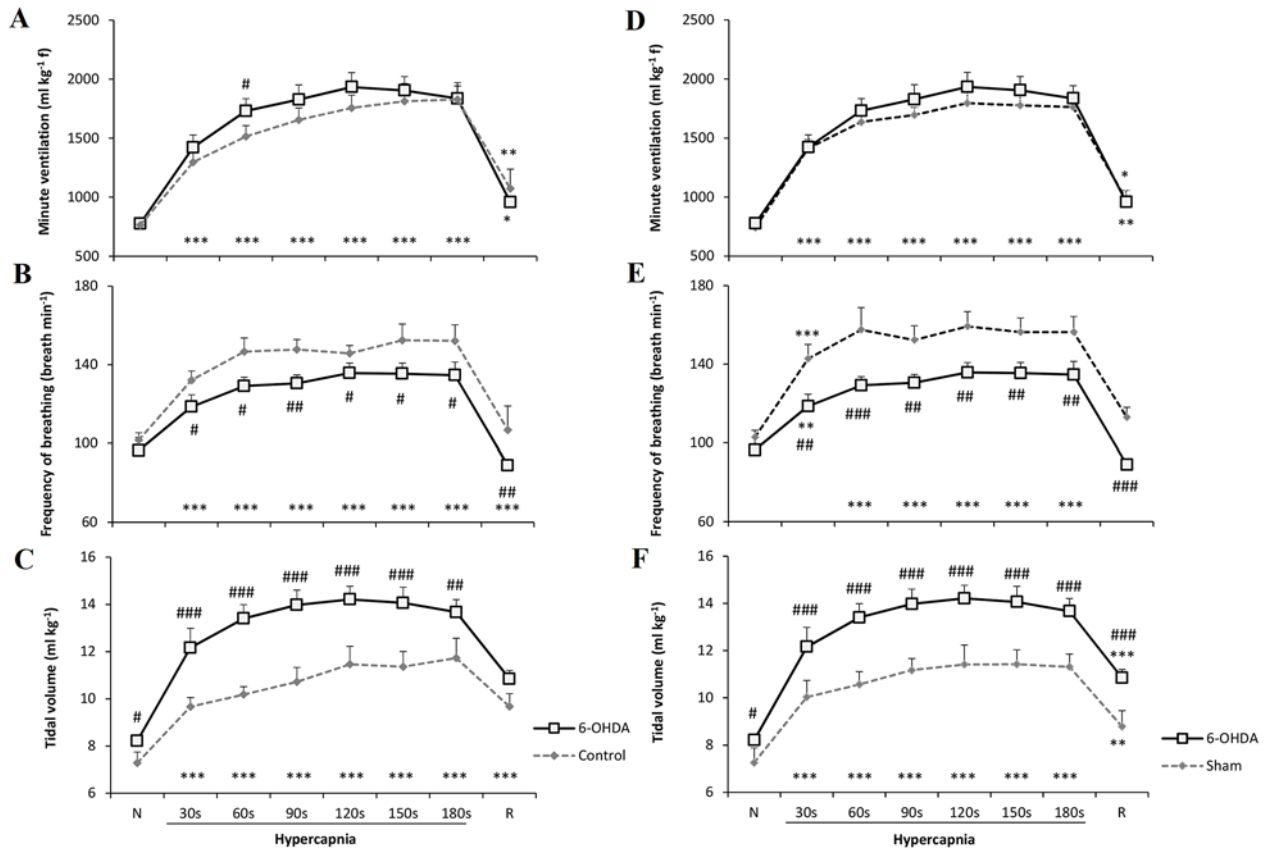 A
Minute ventilation (ml kg⁻¹ f)
2500
2000
1500
1000
500
#
**
*
*** *** *** *** *** ***
B
Frequency of breathing (breath min⁻¹)
180
140
100
60
# # ## # # #
##
*** *** *** *** *** *** ***
C
Tidal volume (ml kg⁻¹)
16
14
12
10
8
6
# ### ### ### ### ### ##
*** *** *** *** *** *** ***
6-OHDA
Control
N 30s 60s 90s 120s 150s 180s R
Hypercapnia
D
Minute ventilation (ml kg⁻¹ f)
2500
2000
1500
1000
500
*
**
*** *** *** *** *** ***
E
Frequency of breathing (breath min⁻¹)
180
140
100
60
***
**
## ### ## ## ## ##
###
*** *** *** *** ***
F
Tidal volume (ml kg⁻¹)
16
14
12
10
8
6
# ### ### ### ### ### ###
###
***
**
*** *** *** *** *** ***
6-OHDA
Sham
N 30s 60s 90s 120s 150s 180s R
Hypercapnia